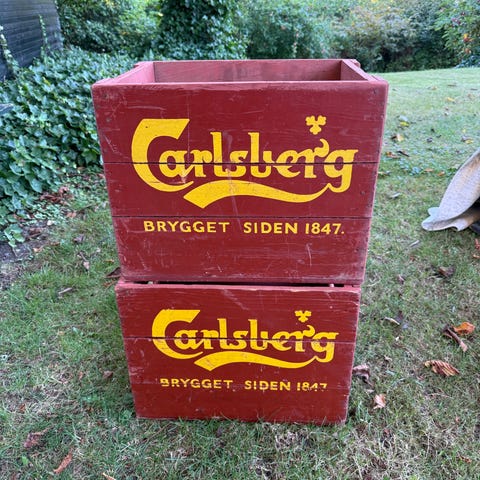 Carlsberg
BRYGGET SIDEN 1847.
Carlsberg
BRYGGET SIDEN 1847